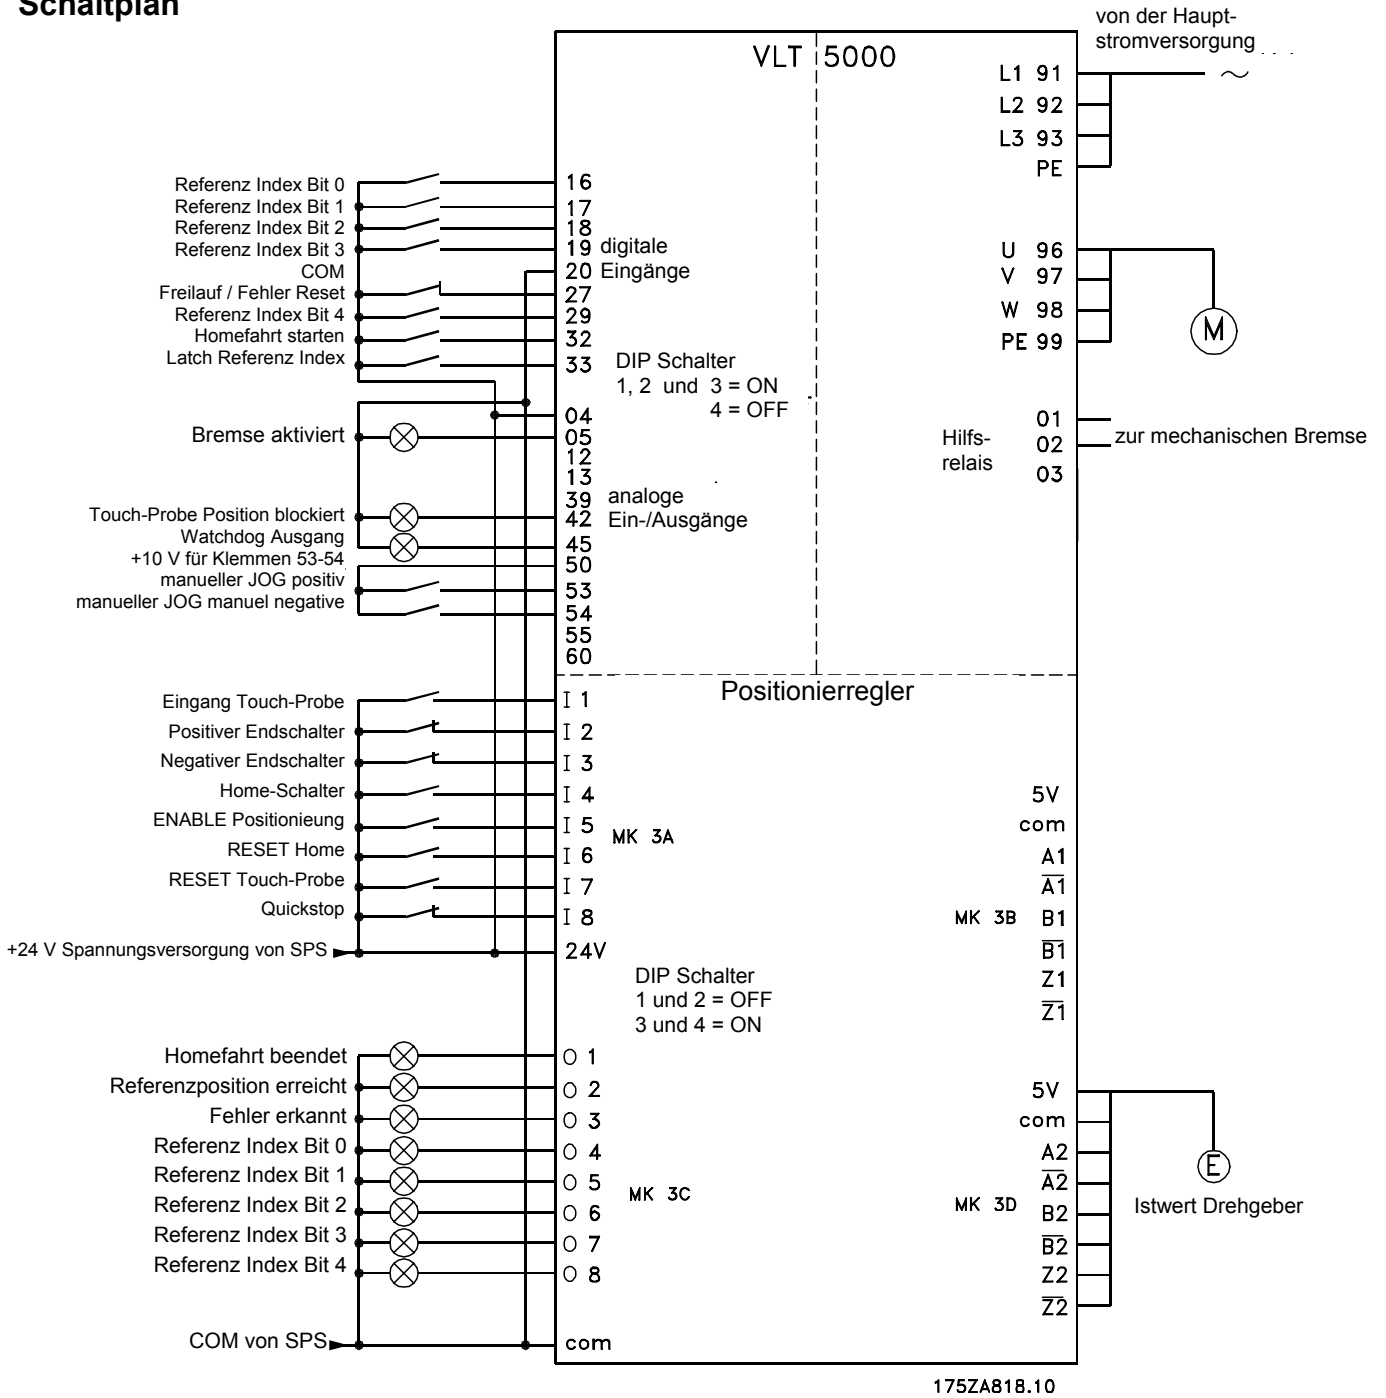 Schaltplan
von der Haupt-
stromversorgung
VLT 5000
L1 91
L2 92
L3 93
PE
Referenz Index Bit 0
16
Referenz Index Bit 1
17
Referenz Index Bit 2
18
Referenz Index Bit 3
19 digitale
COM
20 Eingänge
Freilauf / Fehler Reset
27
Referenz Index Bit 4
29
Homefahrt starten
32
Latch Referenz Index
33
U 96
V 97
W 98
PE 99
M
DIP Schalter
1, 2 und 3 = ON
4 = OFF
04
Bremse aktiviert
05
12
13
39 analoge
Touch-Probe Position blockiert
42 Ein-/Ausgänge
Watchdog Ausgang
45
+10 V für Klemmen 53-54
50
manueller JOG positiv
53
manueller JOG manuel negative
54
55
60
Hilfs-
relais
01
02
03
zur mechanischen Bremse
Positionierregler
Eingang Touch-Probe
I 1
Positiver Endschalter
I 2
Negativer Endschalter
I 3
Home-Schalter
I 4
ENABLE Positionieung
I 5
MK 3A
RESET Home
I 6
RESET Touch-Probe
I 7
Quickstop
I 8
+24 V Spannungsversorgung von SPS
24V
5V
com
A1
A̅1̅
MK 3B B1
B̅1̅
Z1
Z̅1̅
DIP Schalter
1 und 2 = OFF
3 und 4 = ON
Homefahrt beendet
O 1
Referenzposition erreicht
O 2
Fehler erkannt
O 3
Referenz Index Bit 0
O 4
Referenz Index Bit 1
O 5
MK 3C
Referenz Index Bit 2
O 6
Referenz Index Bit 3
O 7
Referenz Index Bit 4
O 8
COM von SPS
com
5V
com
A2
A̅2̅
MK 3D B2
B̅2̅
Z2
Z̅2̅
E
Istwert Drehgeber
175ZA818.10